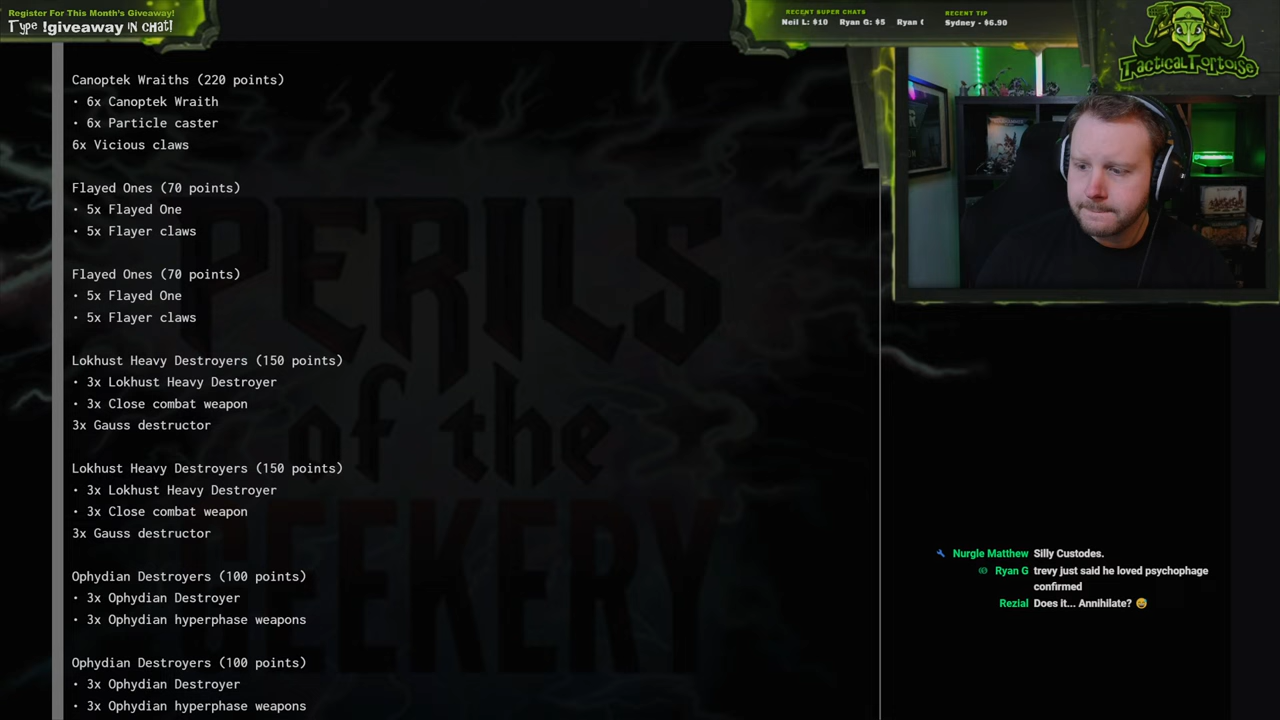 Register For This Month's Giveaway!
Type !giveaway in chat!
RECENT SUPER CHATS
Neil L: $10 Ryan G: $5 Ryan
RECENT TIP
Sydney - $6.90
TacticalTortoise
Canoptek Wraiths (220 points)
• 6x Canoptek Wraith
• 6x Particle caster
6x Vicious claws
Flayed Ones (70 points)
• 5x Flayed One
• 5x Flayer claws
Flayed Ones (70 points)
• 5x Flayed One
• 5x Flayer claws
Lokhust Heavy Destroyers (150 points)
• 3x Lokhust Heavy Destroyer
• 3x Close combat weapon
3x Gauss destructor
Lokhust Heavy Destroyers (150 points)
• 3x Lokhust Heavy Destroyer
• 3x Close combat weapon
3x Gauss destructor
Ophydian Destroyers (100 points)
• 3x Ophydian Destroyer
• 3x Ophydian hyperphase weapons
Ophydian Destroyers (100 points)
• 3x Ophydian Destroyer
• 3x Ophydian hyperphase weapons
PERILS
of the
GEEKERY
Nurgle Matthew Silly Custodes.
Ryan G trevy just said he loved psychophage
confirmed
Rezial Does it... Annihilate? 😅